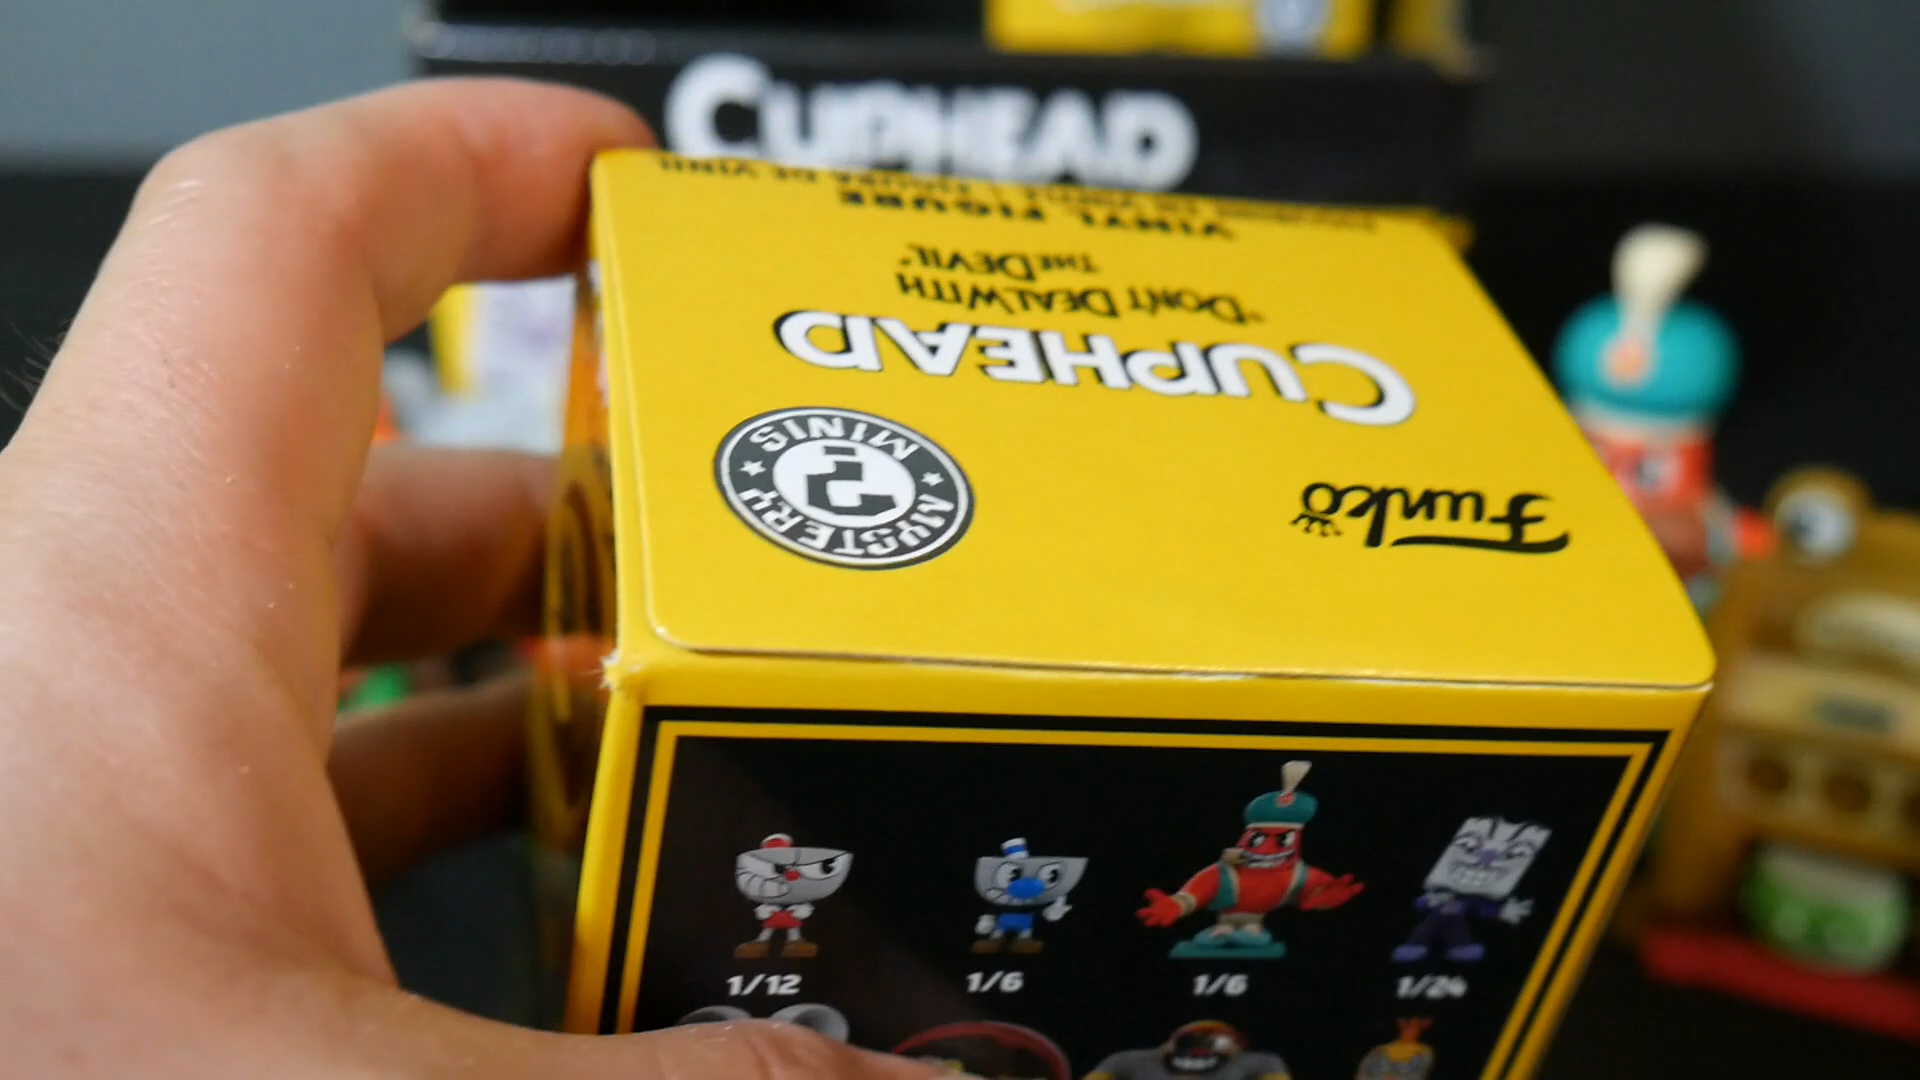 CUPHEAD
Funko
MYSTERY MINIS
?
CUPHEAD
"DON'T DEAL WITH
THE DEVIL"
VINYL FIGURE
1/12
1/6
1/6
1/24